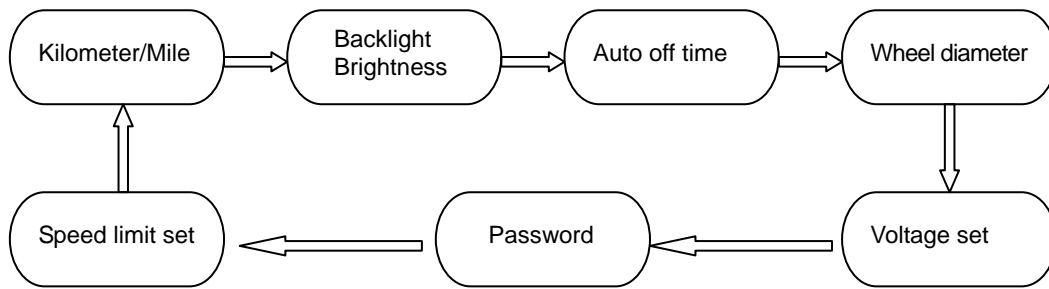 Kilometer/Mile
Backlight
Brightness
Auto off time
Wheel diameter
Speed limit set
Password
Voltage set